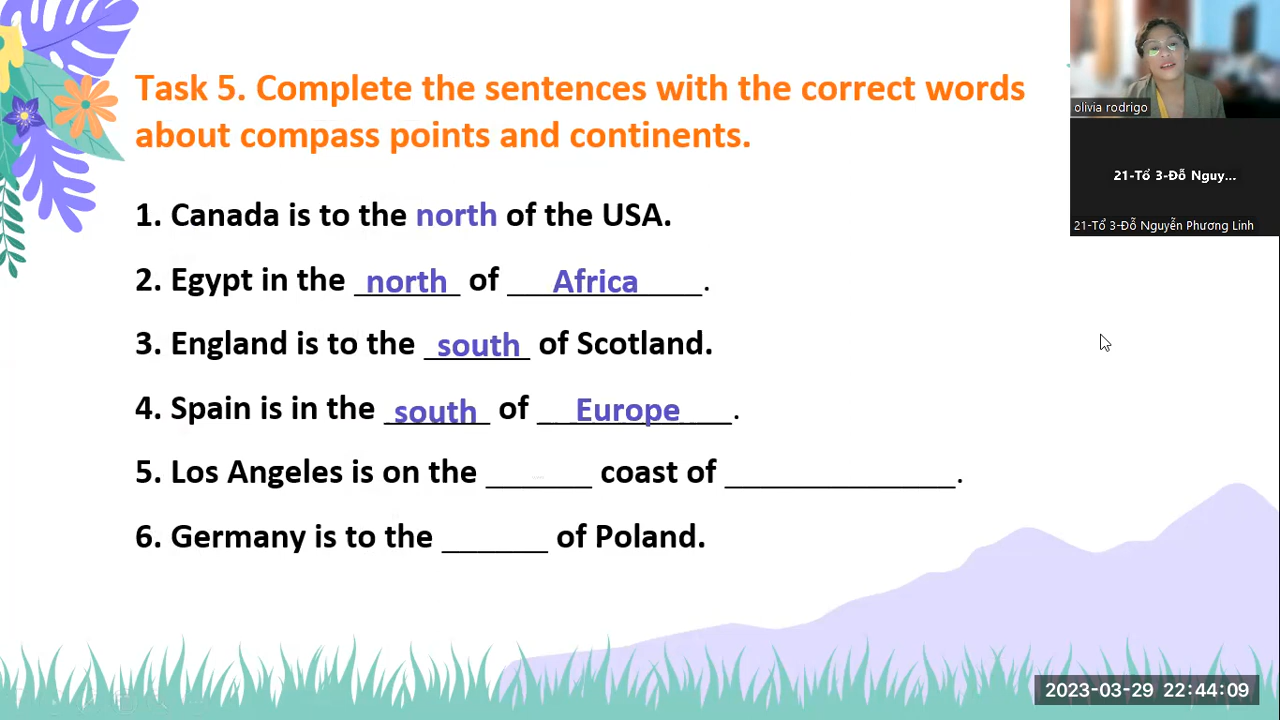 Task 5. Complete the sentences with the correct words
about compass points and continents.
1. Canada is to the north of the USA.
2. Egypt in the north of Africa.
3. England is to the south of Scotland.
4. Spain is in the south of Europe.
5. Los Angeles is on the ______ coast of _____________.
6. Germany is to the ______ of Poland.
olivia rodrigo
21-Tổ 3-Đỗ Nguy...
21-Tổ 3-Đỗ Nguyễn Phương Linh
2023-03-29 22:44:09